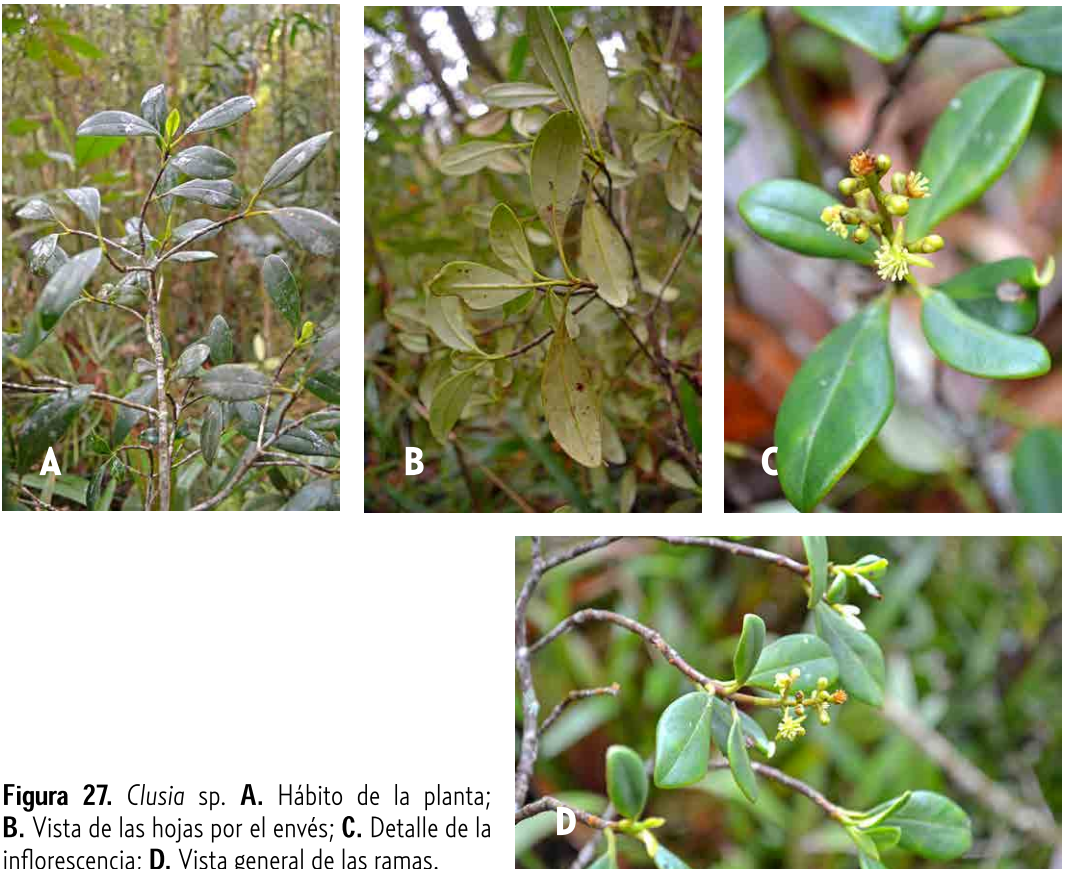 A
B
C
D
Figura 27. Clusia sp. A. Hábito de la planta;
B. Vista de las hojas por el envés; C. Detalle de la
inflorescencia; D. Vista general de las ramas.